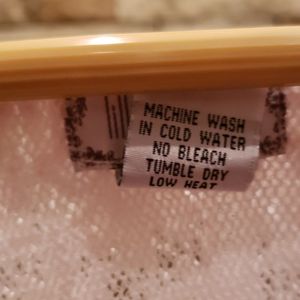 MACHINE WASH
IN COLD WATER
NO BLEACH
TUMBLE DRY
LOW HEAT